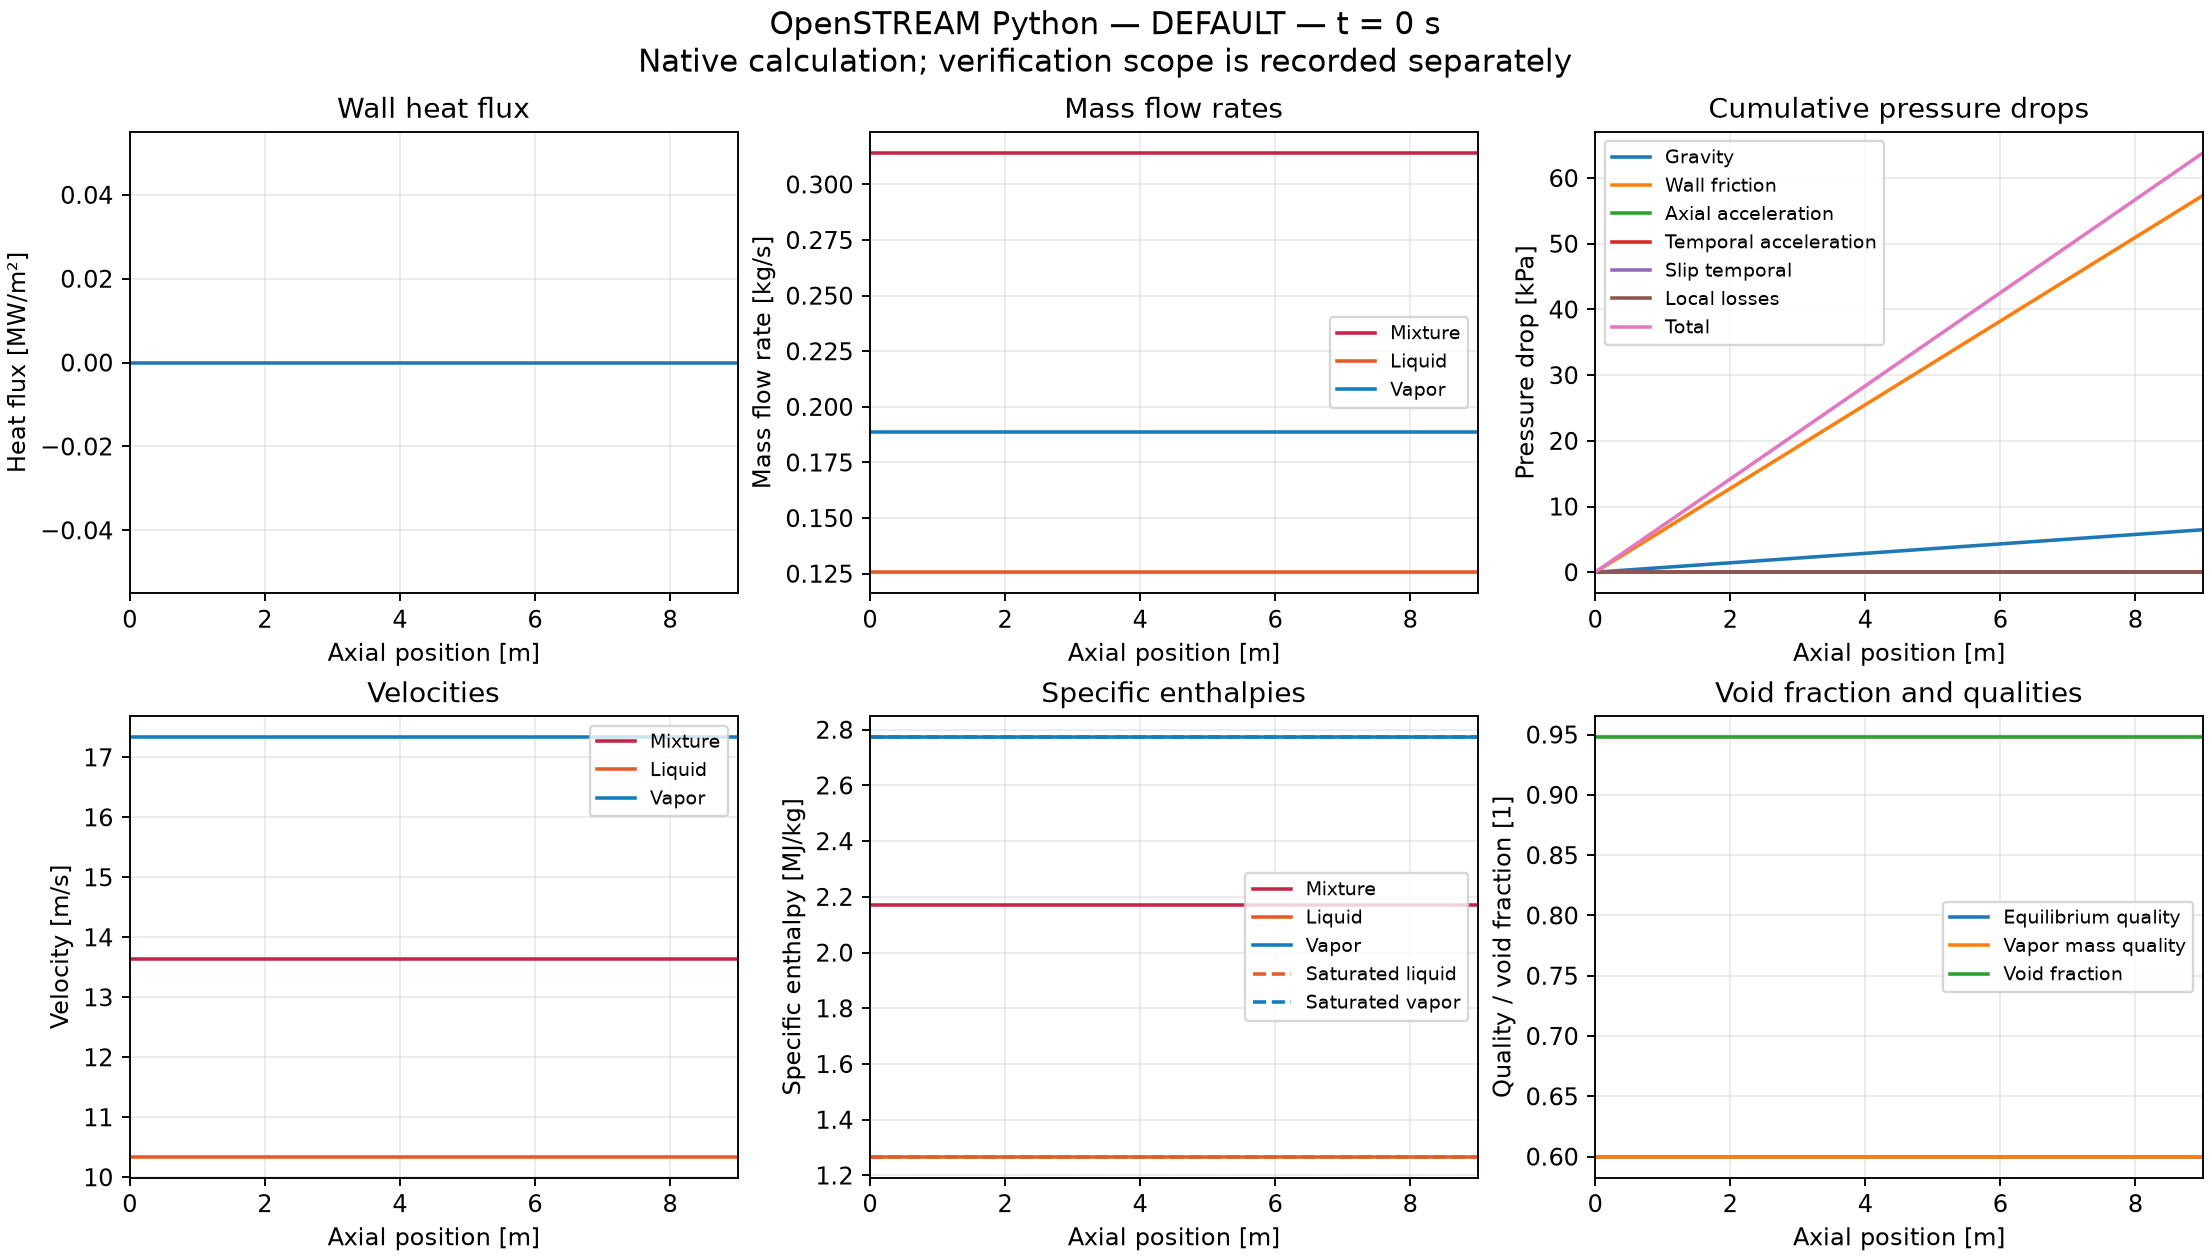 OpenSTREAM Python — DEFAULT — t = 0 s
Native calculation; verification scope is recorded separately
Wall heat flux
Heat flux [MW/m²]
0.04
0.02
0.00
−0.02
−0.04
0 2 4 6 8
Axial position [m]
Mass flow rates
Mass flow rate [kg/s]
0.300
0.275
0.250
0.225
0.200
0.175
0.150
0.125
Mixture
Liquid
Vapor
0 2 4 6 8
Axial position [m]
Cumulative pressure drops
Pressure drop [kPa]
60
50
40
30
20
10
0
Gravity
Wall friction
Axial acceleration
Temporal acceleration
Slip temporal
Local losses
Total
0 2 4 6 8
Axial position [m]
Velocities
Velocity [m/s]
17
16
15
14
13
12
11
10
Mixture
Liquid
Vapor
0 2 4 6 8
Axial position [m]
Specific enthalpies
Specific enthalpy [MJ/kg]
2.8
2.6
2.4
2.2
2.0
1.8
1.6
1.4
1.2
Mixture
Liquid
Vapor
Saturated liquid
Saturated vapor
0 2 4 6 8
Axial position [m]
Void fraction and qualities
Quality / void fraction [1]
0.95
0.90
0.85
0.80
0.75
0.70
0.65
0.60
Equilibrium quality
Vapor mass quality
Void fraction
0 2 4 6 8
Axial position [m]